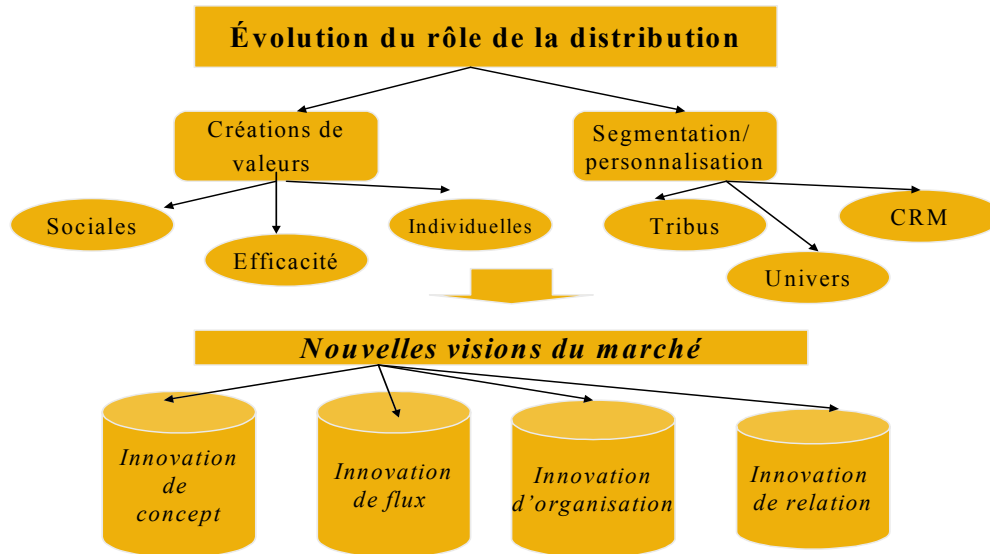 Évolution du rôle de la distribution
Créations de
valeurs
Segmentation/
personnalisation
Sociales
Efficacité
Individuelles
Tribus
Univers
CRM
Nouvelles visions du marché
Innovation
de
concept
Innovation
de flux
Innovation
d’organisation
Innovation
de relation